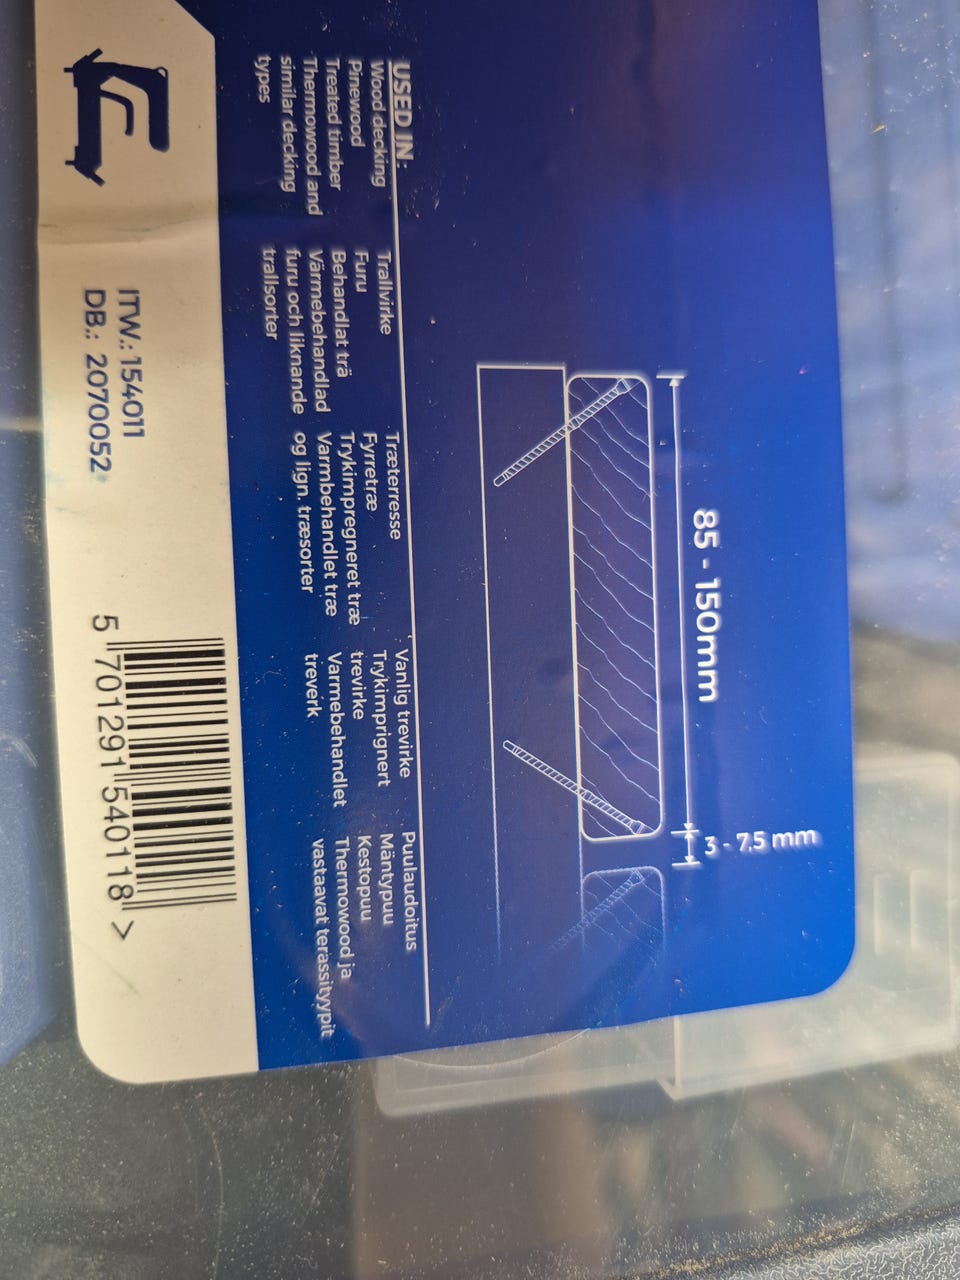 85 - 150mm
3 - 7.5 mm
USED IN:
Wood decking
Pinewood
Treated timber
Thermowood and
similar decking
types
Trallvirke
Furu
Behandlat trä
Värmebehandlad
furu och liknande
trallsorter
Træterresse
Fyrretræ
Trykimpregneret træ
Varmbehandlet træ
og lign. træsorter
Vanlig trevirke
Trykimprignert
trevirke
Varmebehandlet
treverk
Puulaudoitus
Mäntypuu
Kestopuu
Thermowood ja
vastaavat terassityypit
ITW.: 154011
DB.: 2070052
5 701291 540118 >